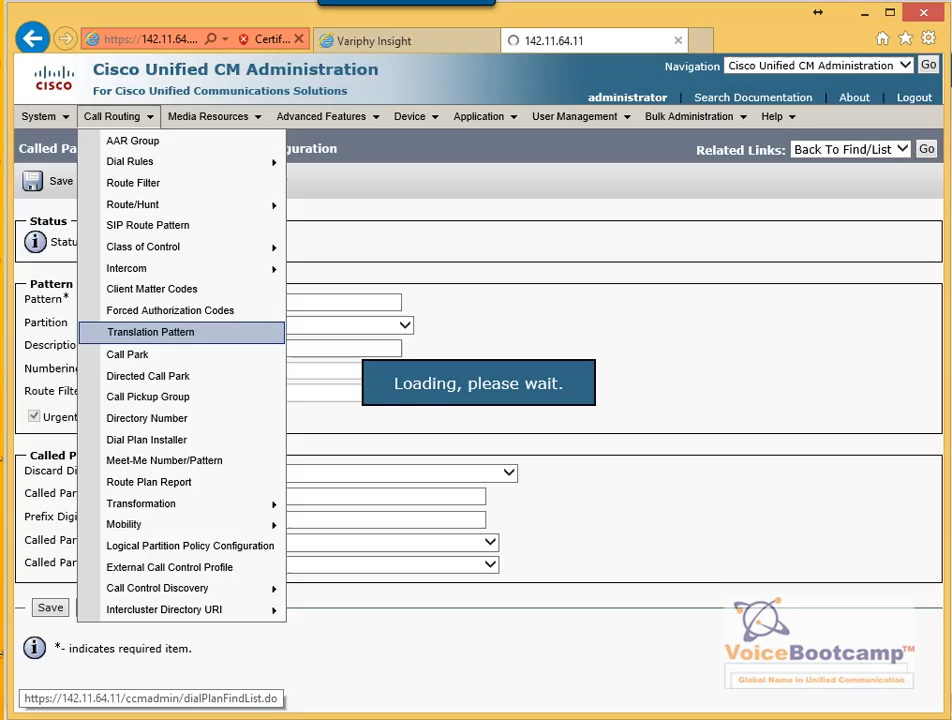 https://142.11.64.... Certif... Variphy Insight 142.11.64.11
CISCO
Cisco Unified CM Administration
For Cisco Unified Communications Solutions
Navigation Cisco Unified CM Administration Go
administrator | Search Documentation | About | Logout
System Call Routing Media Resources Advanced Features Device Application User Management Bulk Administration Help
Called Pa
guration
Related Links: Back To Find/List Go
Save
Status
Statu
Pattern
Pattern*
Partition
Descriptio
Numbering
Route Filte
Urgent
Called P
Discard Di
Called Par
Prefix Digi
Called Par
Called Par
Save
AAR Group
Dial Rules
Route Filter
Route/Hunt
SIP Route Pattern
Class of Control
Intercom
Client Matter Codes
Forced Authorization Codes
Translation Pattern
Call Park
Directed Call Park
Call Pickup Group
Directory Number
Dial Plan Installer
Meet-Me Number/Pattern
Route Plan Report
Transformation
Mobility
Logical Partition Policy Configuration
External Call Control Profile
Call Control Discovery
Intercluster Directory URI
Loading, please wait.
*- indicates required item.
VoiceBootcamp™
Global Name in Unified Communication
https://142.11.64.11/ccmadmin/dialPlanFindList.do